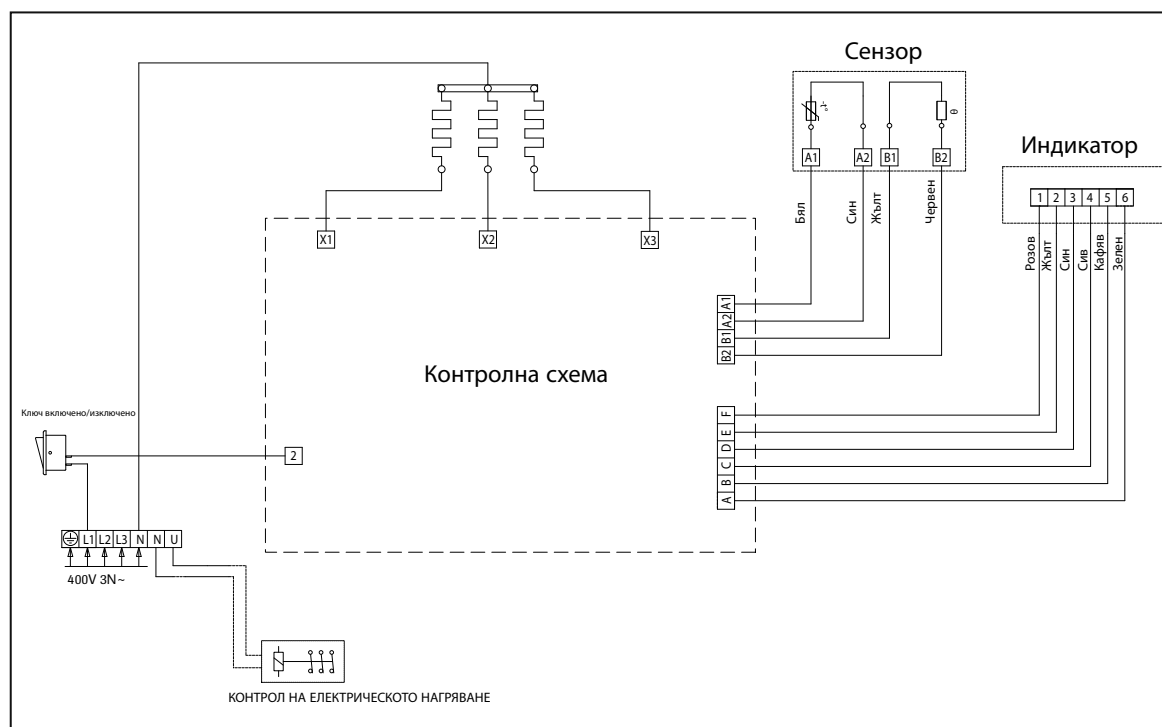 Сензор
-t°
θ
A1 A2 B1 B2
Бял
Син
Жълт
Червен
Индикатор
1 2 3 4 5 6
Розов
Жълт
Син
Сив
Кафяв
Зелен
X1 X2 X3
A1
A2
B1
B2
Контролна схема
F
E
D
C
B
A
Ключ включено/изключено
2
L1 L2 L3 N N U
400V 3N~
КОНТРОЛ НА ЕЛЕКТРИЧЕСКОТО НАГРЯВАНЕ